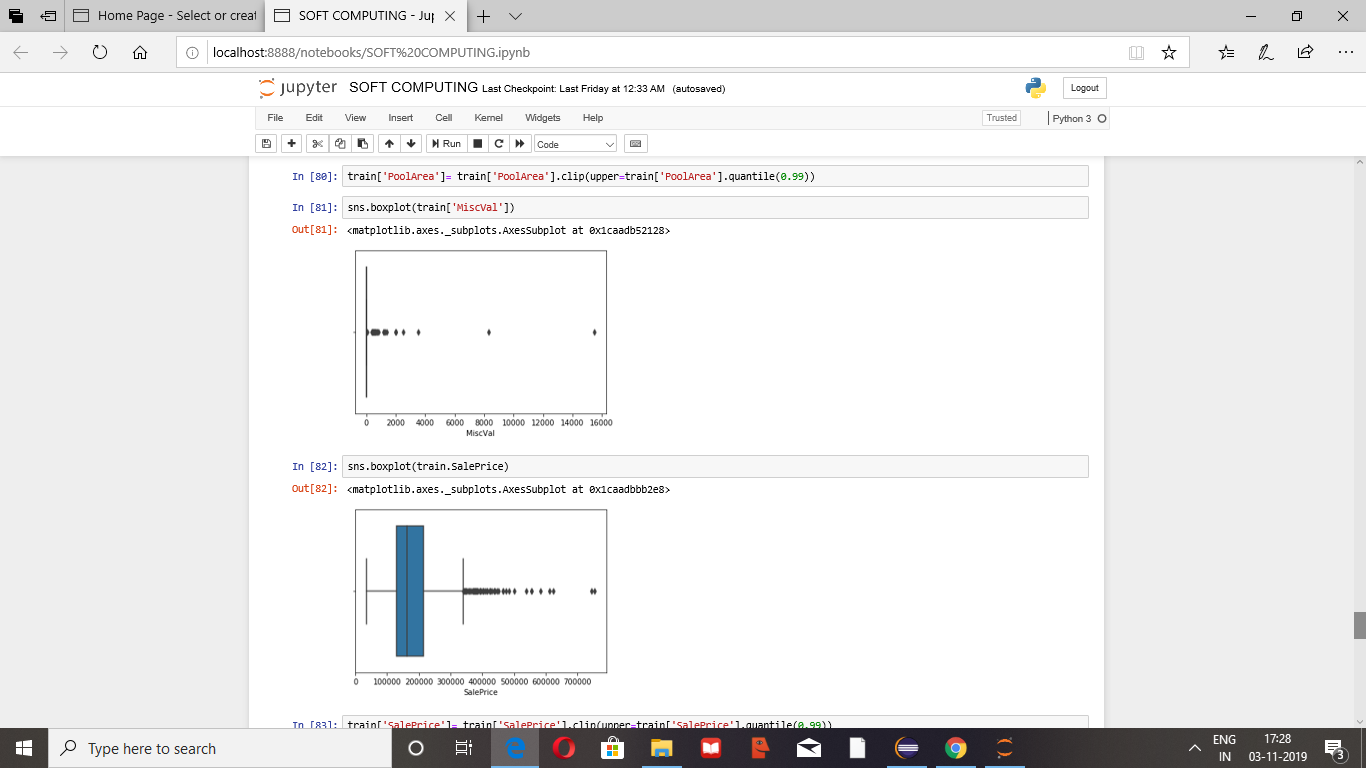 Home Page - Select or creat
SOFT COMPUTING - Jup
localhost:8888/notebooks/SOFT%20COMPUTING.ipynb
jupyter SOFT COMPUTING Last Checkpoint: Last Friday at 12:33 AM (autosaved)
Logout
File Edit View Insert Cell Kernel Widgets Help
Trusted
Python 3
Run
Code
In [80]: train['PoolArea']= train['PoolArea'].clip(upper=train['PoolArea'].quantile(0.99))
In [81]: sns.boxplot(train['MiscVal'])
Out[81]: <matplotlib.axes._subplots.AxesSubplot at 0x1caadb52128>
0 2000 4000 6000 8000 10000 12000 14000 16000
MiscVal
In [82]: sns.boxplot(train.SalePrice)
Out[82]: <matplotlib.axes._subplots.AxesSubplot at 0x1caadbbb2e8>
0 100000 200000 300000 400000 500000 600000 700000
SalePrice
In [83]: train['SalePrice']= train['SalePrice'].clip(upper=train['SalePrice'].quantile(0.99))
Type here to search
ENG
IN
17:28
03-11-2019
3